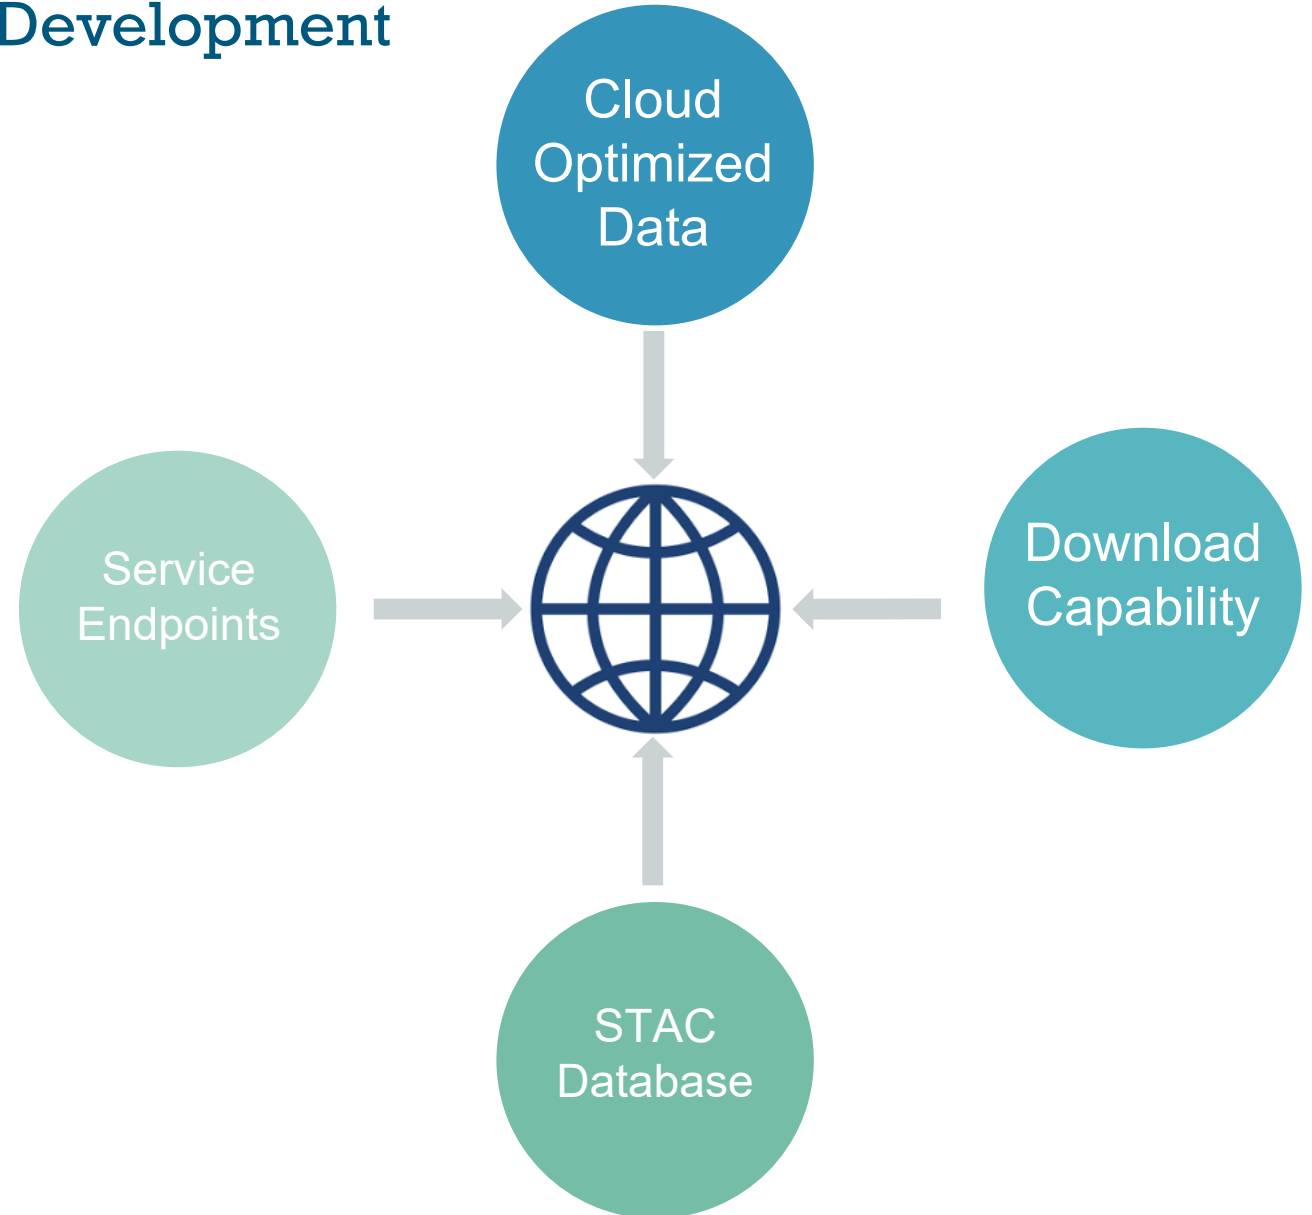 Development
Cloud
Optimized
Data
Service
Endpoints
Download
Capability
STAC
Database